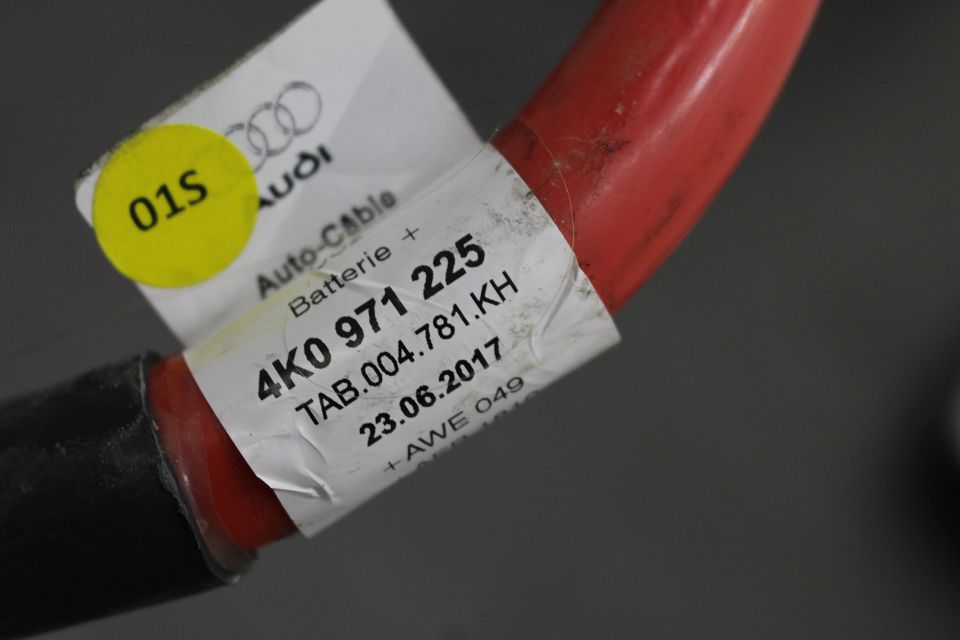 01S
AUDI
Auto-Cable
Batterie +
4K0 971 225
TAB.004.781.KH
23.06.2017
+AWE 049